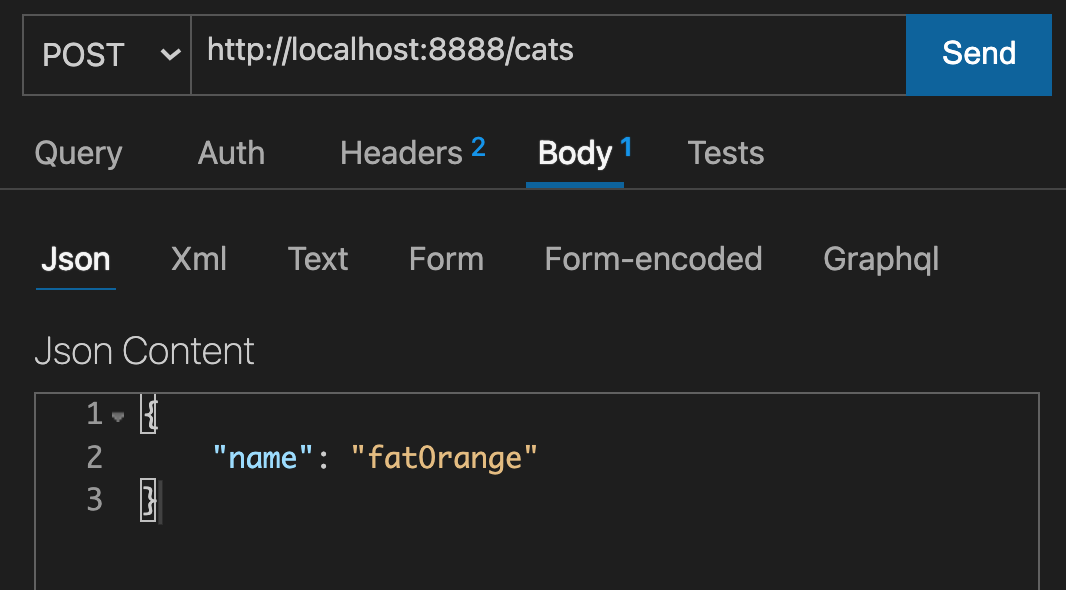 POST http://localhost:8888/cats Send
Query Auth Headers 2 Body 1 Tests
Json Xml Text Form Form-encoded Graphql
Json Content
1 {
2 "name": "fatOrange"
3 }